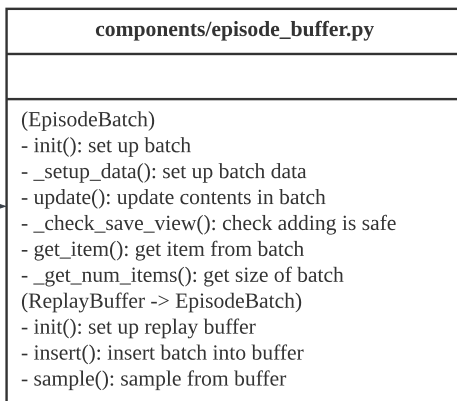 components/episode_buffer.py
(EpisodeBatch)
- init(): set up batch
- _setup_data(): set up batch data
- update(): update contents in batch
- _check_save_view(): check adding is safe
- get_item(): get item from batch
- _get_num_items(): get size of batch
(ReplayBuffer -> EpisodeBatch)
- init(): set up replay buffer
- insert(): insert batch into buffer
- sample(): sample from buffer